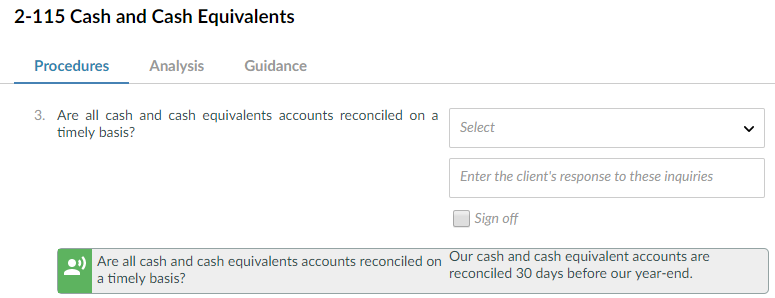 2-115 Cash and Cash Equivalents
Procedures Analysis Guidance
3. Are all cash and cash equivalents accounts reconciled on a
timely basis?
Select
Enter the client's response to these inquiries
Sign off
Are all cash and cash equivalents accounts reconciled on
a timely basis?
Our cash and cash equivalent accounts are
reconciled 30 days before our year-end.